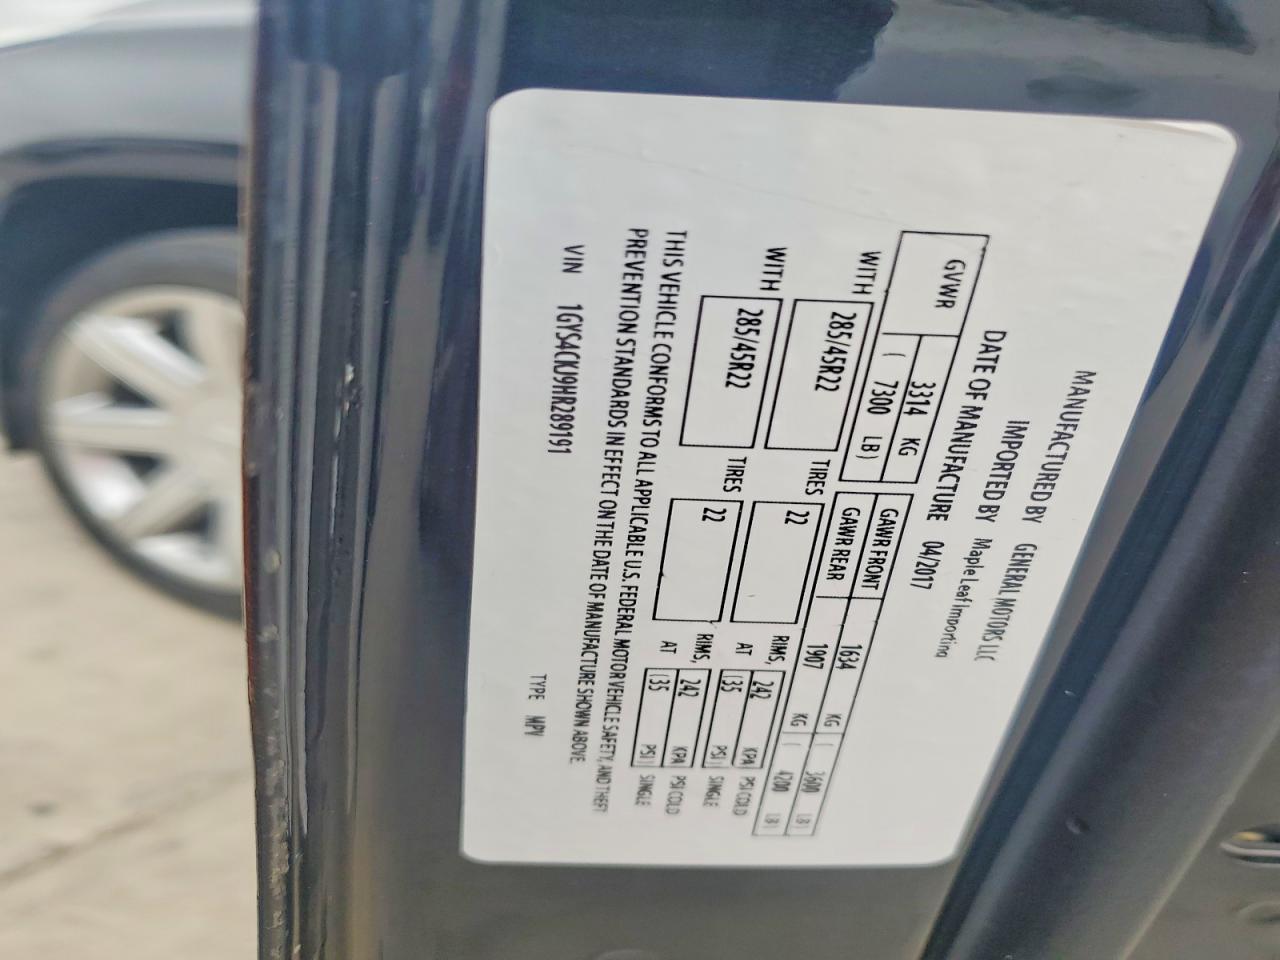 MANUFACTURED BY GENERAL MOTORS LLC
IMPORTED BY Maple Leaf Importing
DATE OF MANUFACTURE 04/2017
GVWR 3314 KG
( 7300 LB)
GAWR FRONT 1634 KG ( 3600 LB)
GAWR REAR 1907 KG ( 4200 LB)
WITH 285/45R22 TIRES 22 RIMS, 242 KPA PSI COLD
AT (35 PSI) SINGLE
WITH 285/45R22 TIRES 22 RIMS, 242 KPA PSI COLD
AT (35 PSI) SINGLE
THIS VEHICLE CONFORMS TO ALL APPLICABLE U.S. FEDERAL MOTOR VEHICLE SAFETY, AND THEFT
PREVENTION STANDARDS IN EFFECT ON THE DATE OF MANUFACTURE SHOWN ABOVE.
VIN 1GYS4CKJ9HR289191 TYPE MPV